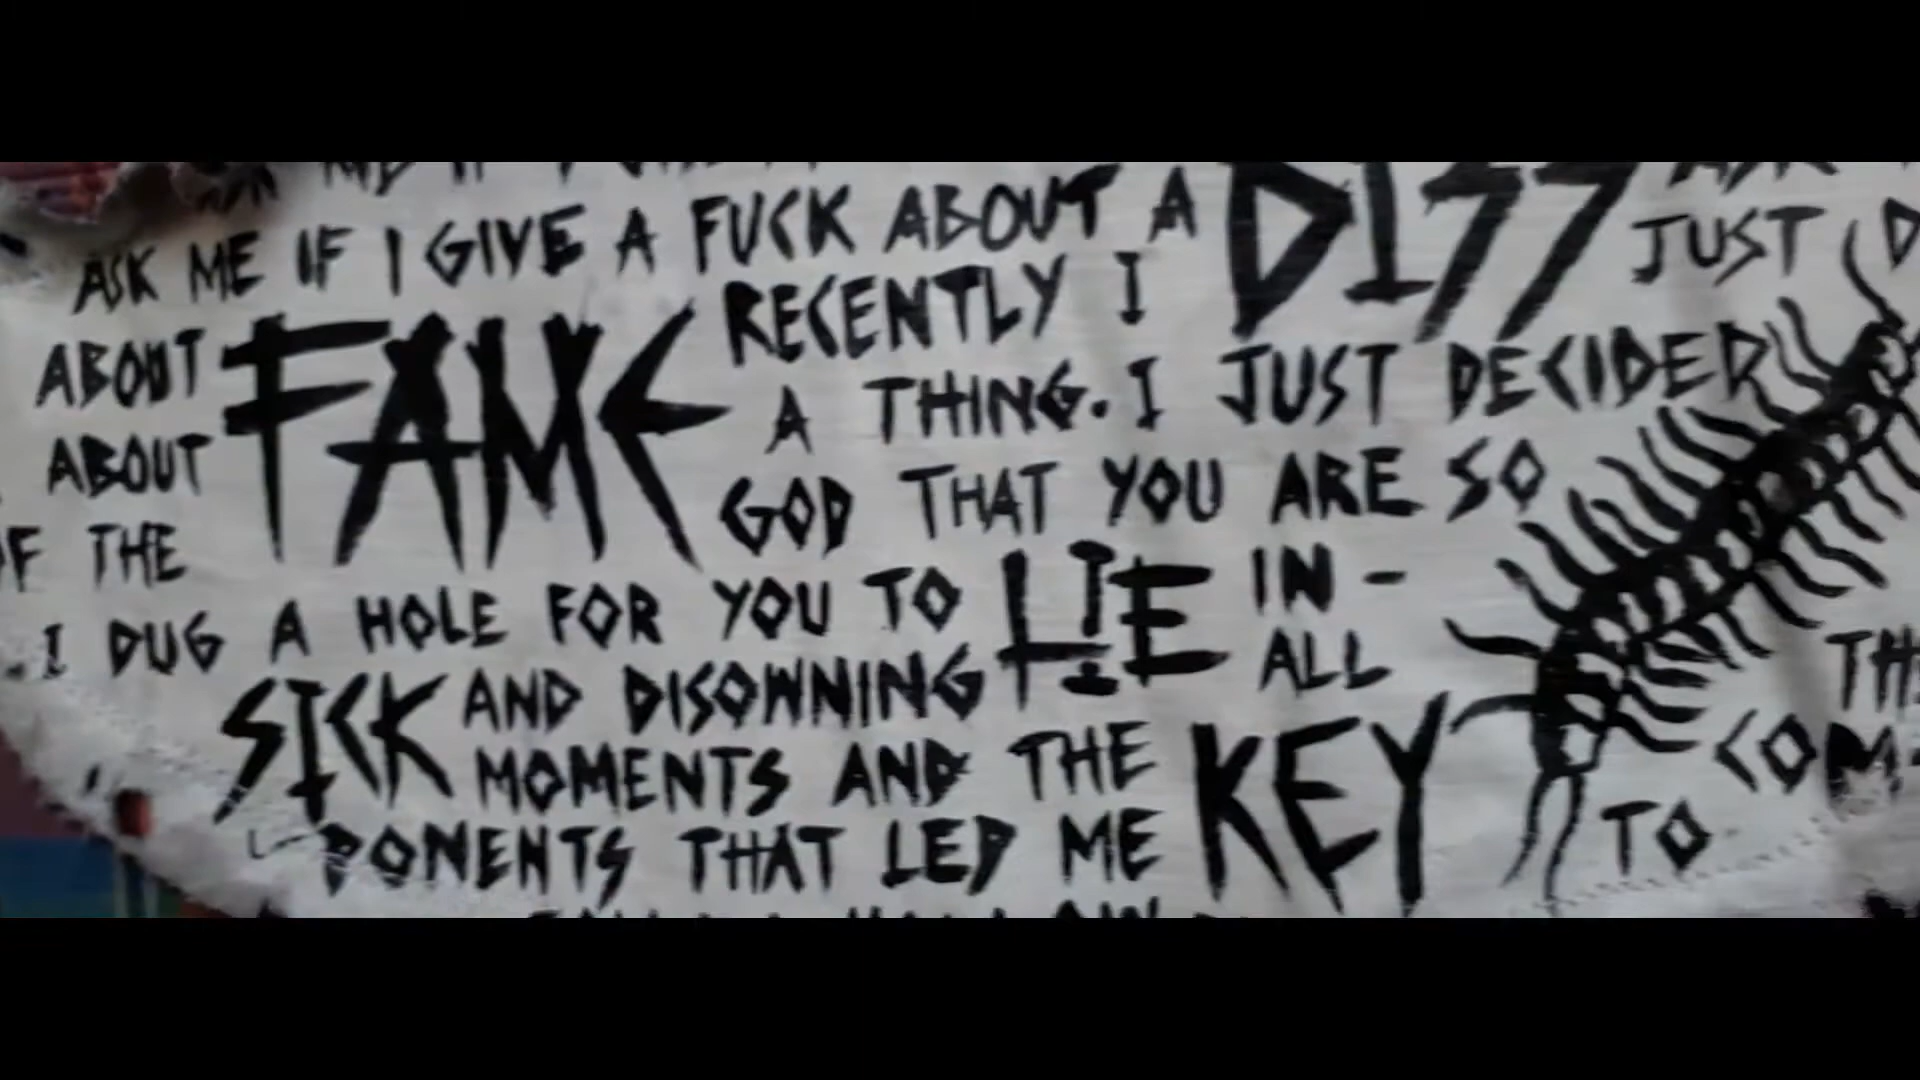 ASK ME IF I GIVE A FUCK ABOUT A DISS
JUST
ABOUT FAME RECENTLY I
A THING. I JUST DECIDED
ABOUT
GOD THAT YOU ARE SO
OF THE
I DUG A HOLE FOR YOU TO LIE IN-
SICK AND DISOWNING ALL
MOMENTS AND THE KEY
COM-
PONENTS THAT LED ME TO